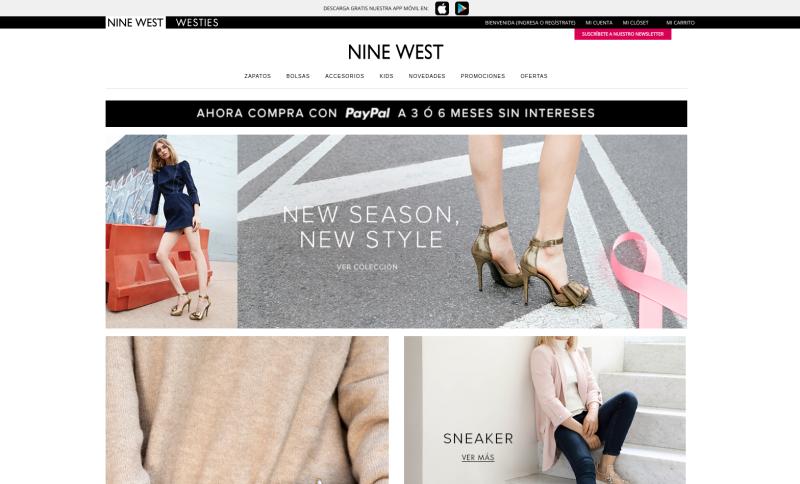 DESCARGA GRATIS NUESTRA APP MÓVIL EN:
NINE WEST WESTIES BIENVENIDA (INGRESA O REGÍSTRATE) MI CUENTA MI CLÓSET MI CARRITO
SUSCRÍBETE A NUESTRO NEWSLETTER
NINE WEST
ZAPATOS BOLSAS ACCESORIOS KIDS NOVEDADES PROMOCIONES OFERTAS
AHORA COMPRA CON PayPal A 3 Ó 6 MESES SIN INTERESES
NEW SEASON,
NEW STYLE
VER COLECCIÓN
SNEAKER
VER MÁS